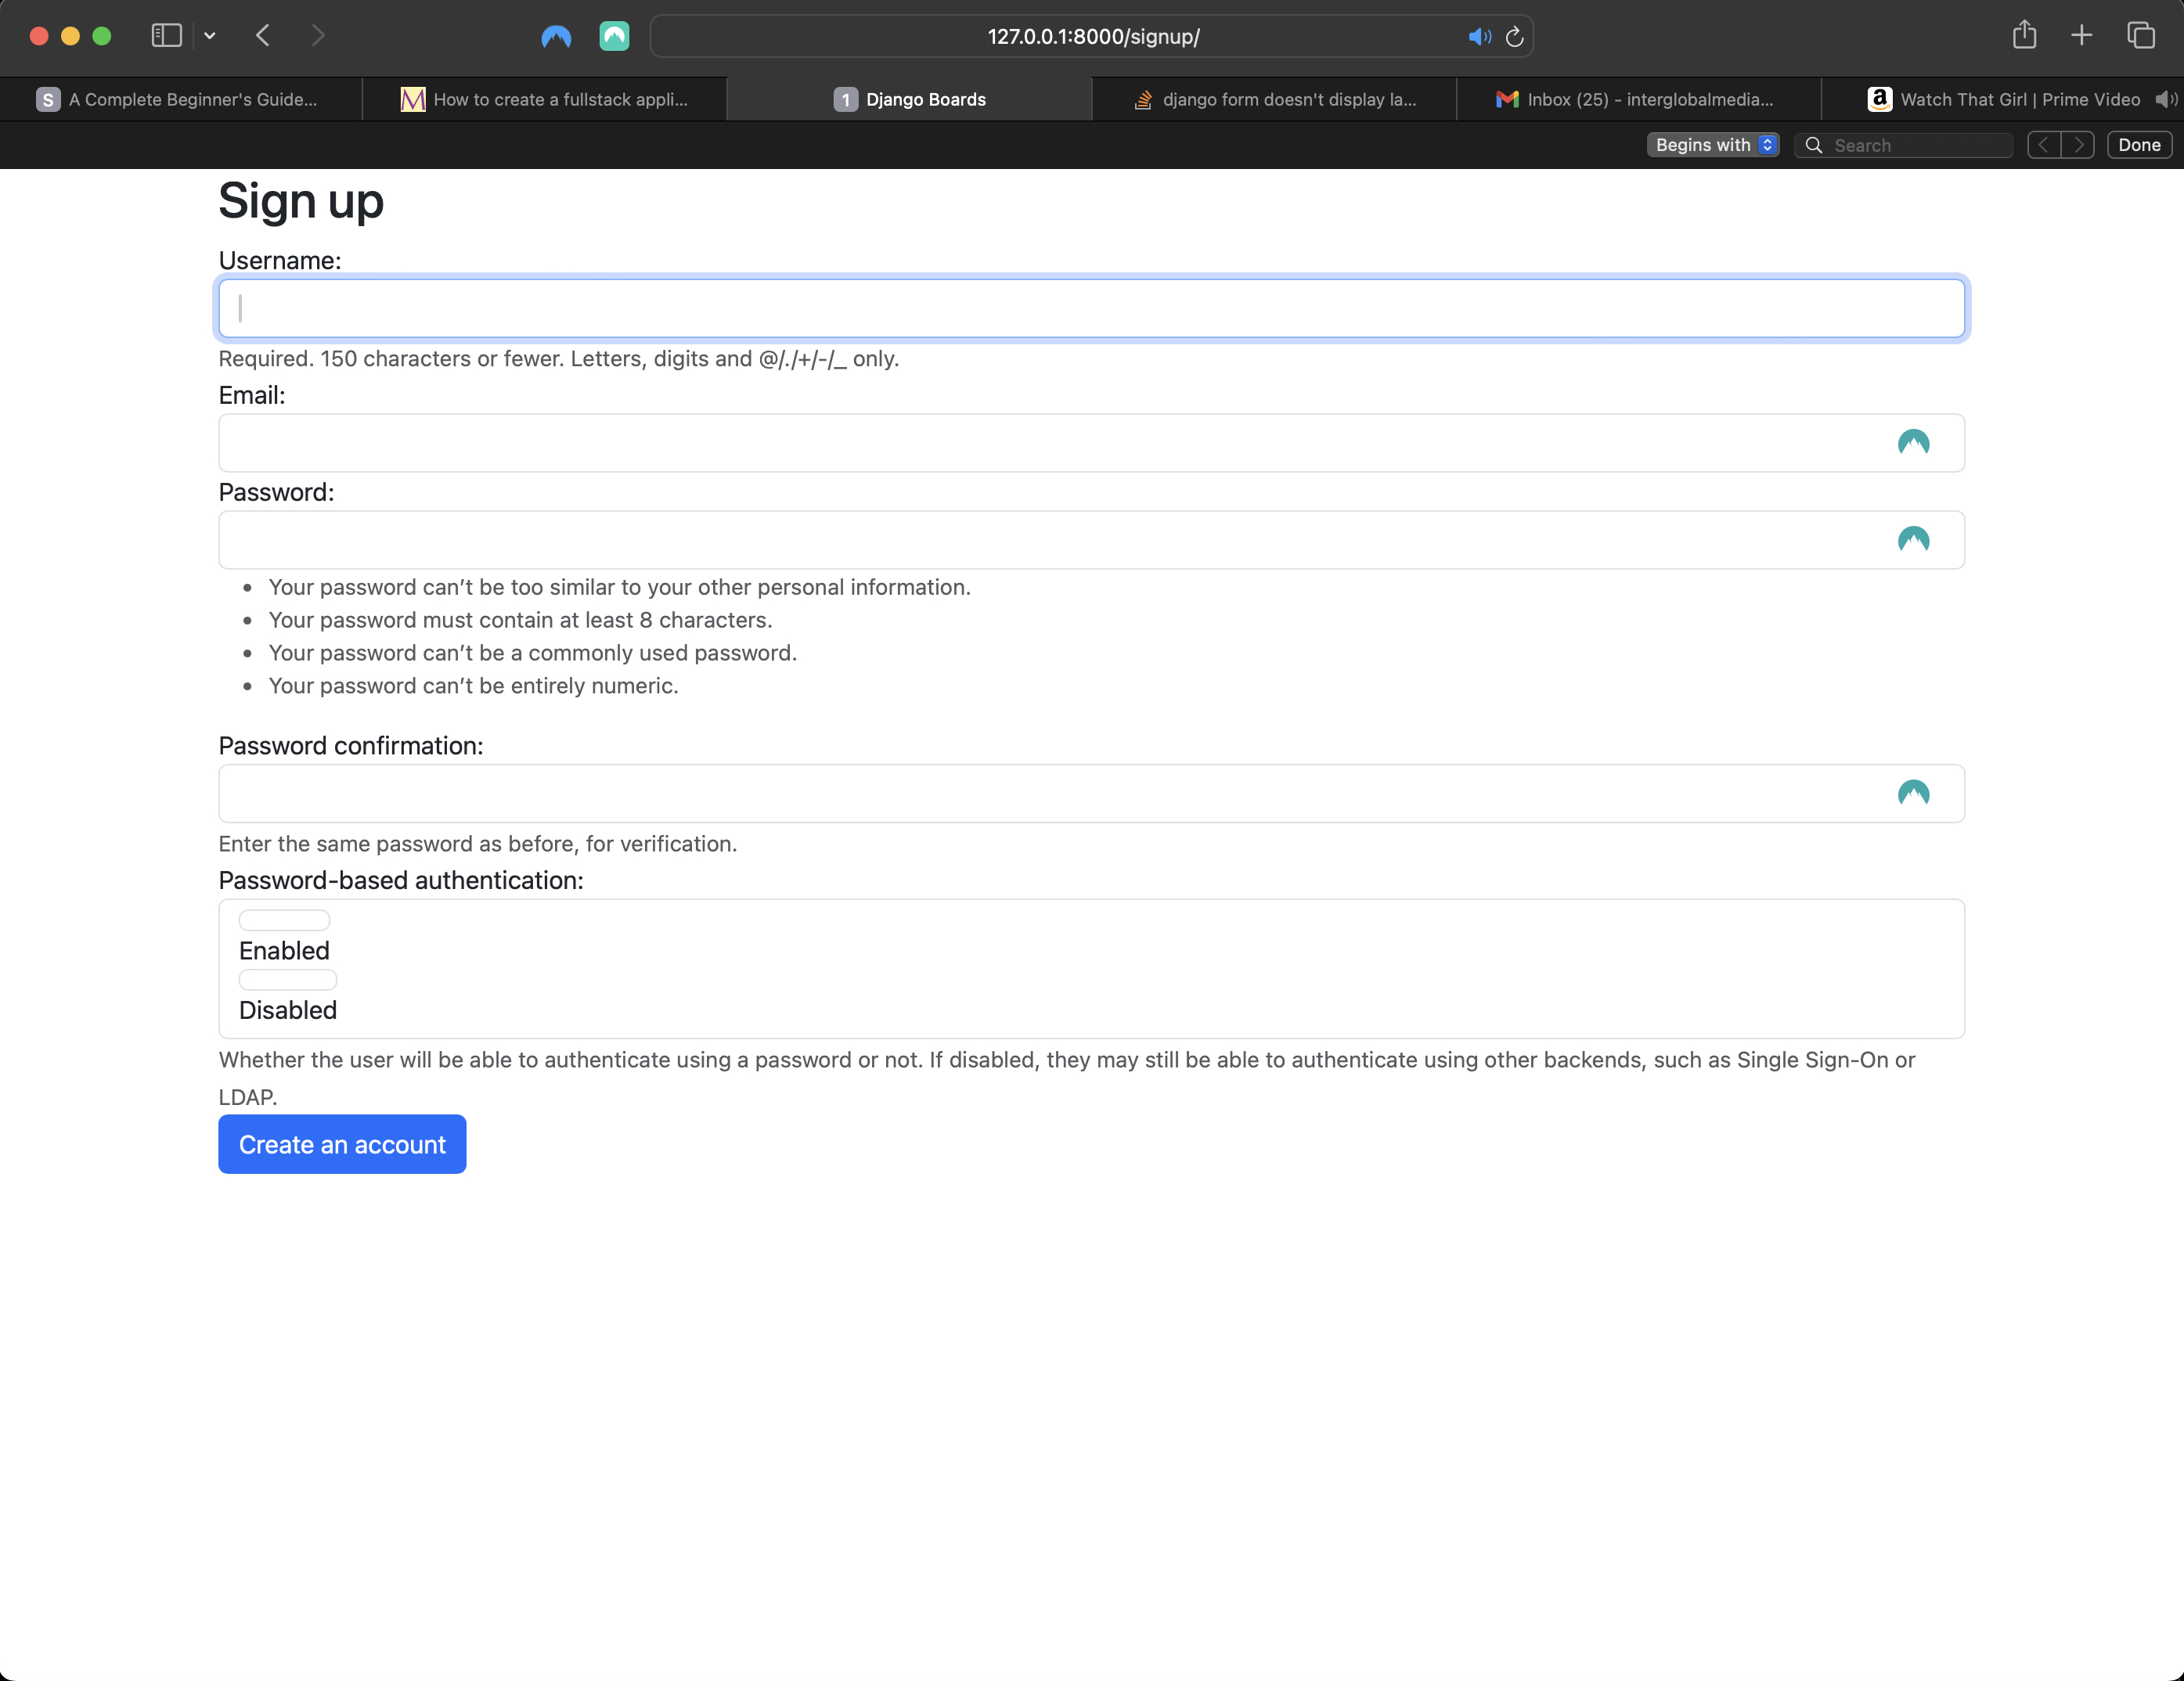 127.0.0.1:8000/signup/
S A Complete Beginner's Guide...
M How to create a fullstack appli...
1 Django Boards
django form doesn't display la...
Inbox (25) - interglobalmedia...
a Watch That Girl | Prime Video
Begins with
Search
Done
Sign up
Username:
Required. 150 characters or fewer. Letters, digits and @/./+/-/_ only.
Email:
Password:
• Your password can’t be too similar to your other personal information.
• Your password must contain at least 8 characters.
• Your password can’t be a commonly used password.
• Your password can’t be entirely numeric.
Password confirmation:
Enter the same password as before, for verification.
Password-based authentication:
Enabled
Disabled
Whether the user will be able to authenticate using a password or not. If disabled, they may still be able to authenticate using other backends, such as Single Sign-On or
LDAP.
Create an account